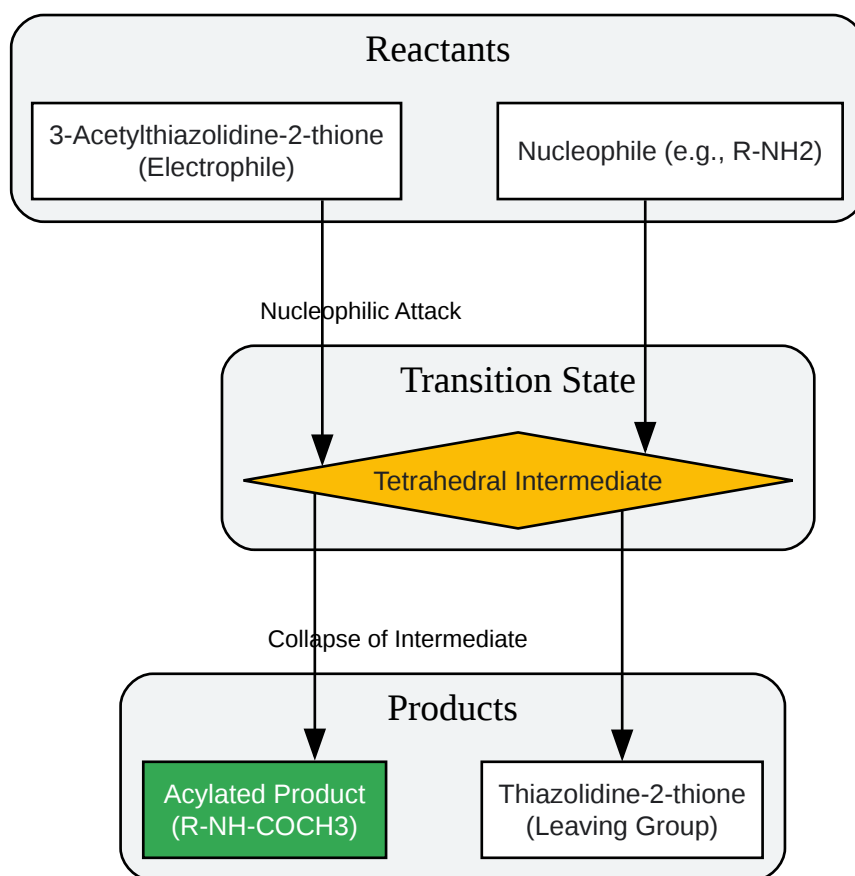 Reactants
3-Acetylthiazolidine-2-thione
(Electrophile)
Nucleophile (e.g., R-NH2)
Nucleophilic Attack
Transition State
Tetrahedral Intermediate
Collapse of Intermediate
Products
Acylated Product
(R-NH-COCH3)
Thiazolidine-2-thione
(Leaving Group)